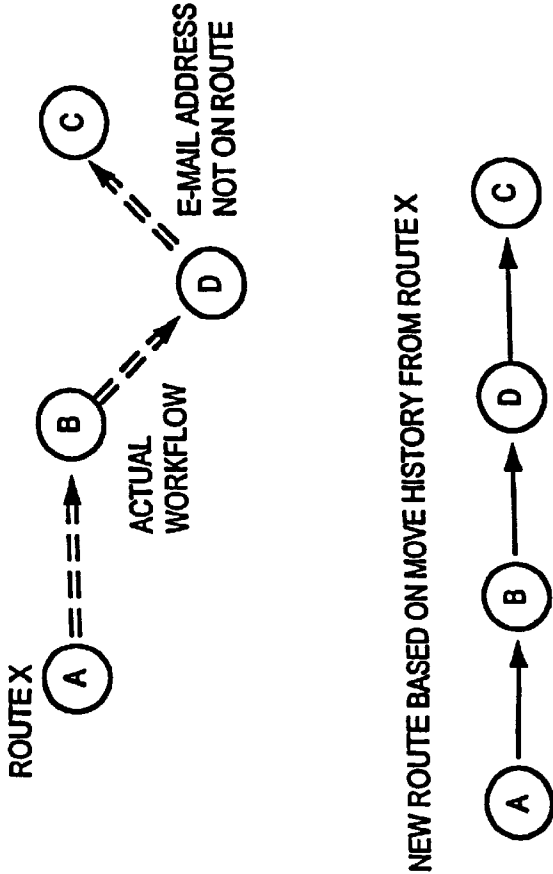 ROUTE X
A
B
C
D
ACTUAL
WORKFLOW
E-MAIL ADDRESS
NOT ON ROUTE
NEW ROUTE BASED ON MOVE HISTORY FROM ROUTE X
A
B
D
C